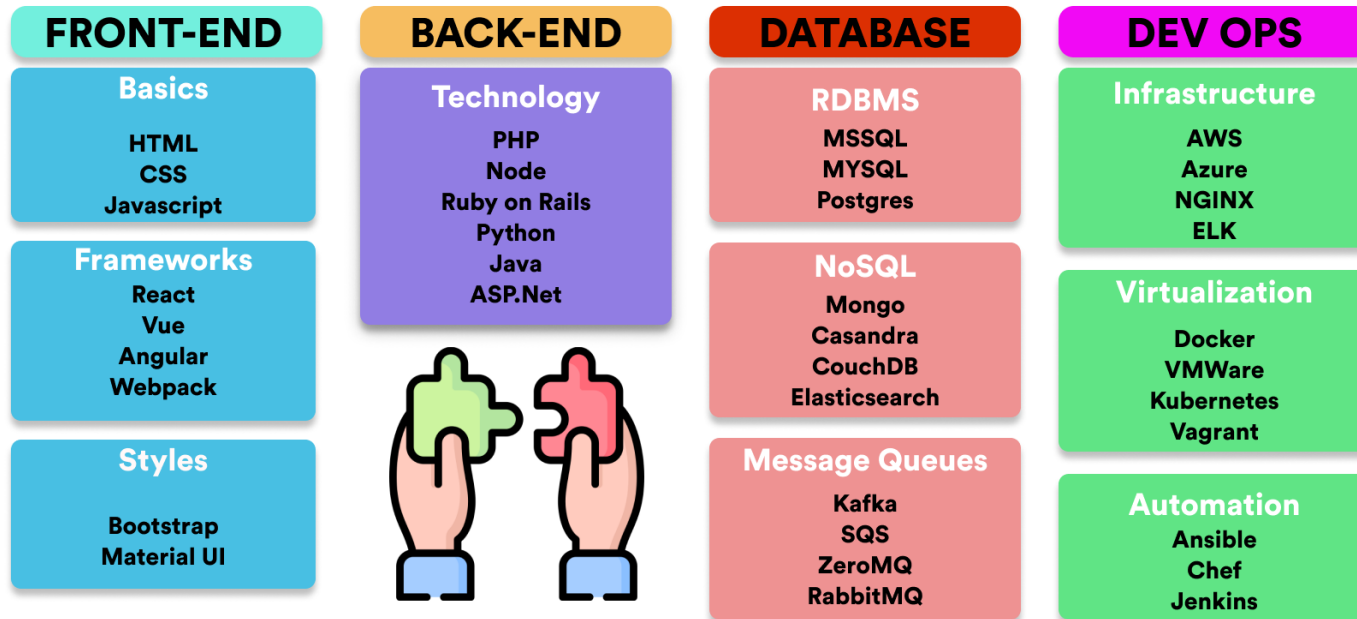 FRONT-END
Basics
HTML
CSS
Javascript
Frameworks
React
Vue
Angular
Webpack
Styles
Bootstrap
Material UI
BACK-END
Technology
PHP
Node
Ruby on Rails
Python
Java
ASP.Net
DATABASE
RDBMS
MSSQL
MYSQL
Postgres
NoSQL
Mongo
Casandra
CouchDB
Elasticsearch
Message Queues
Kafka
SQS
ZeroMQ
RabbitMQ
DEV OPS
Infrastructure
AWS
Azure
NGINX
ELK
Virtualization
Docker
VMWare
Kubernetes
Vagrant
Automation
Ansible
Chef
Jenkins